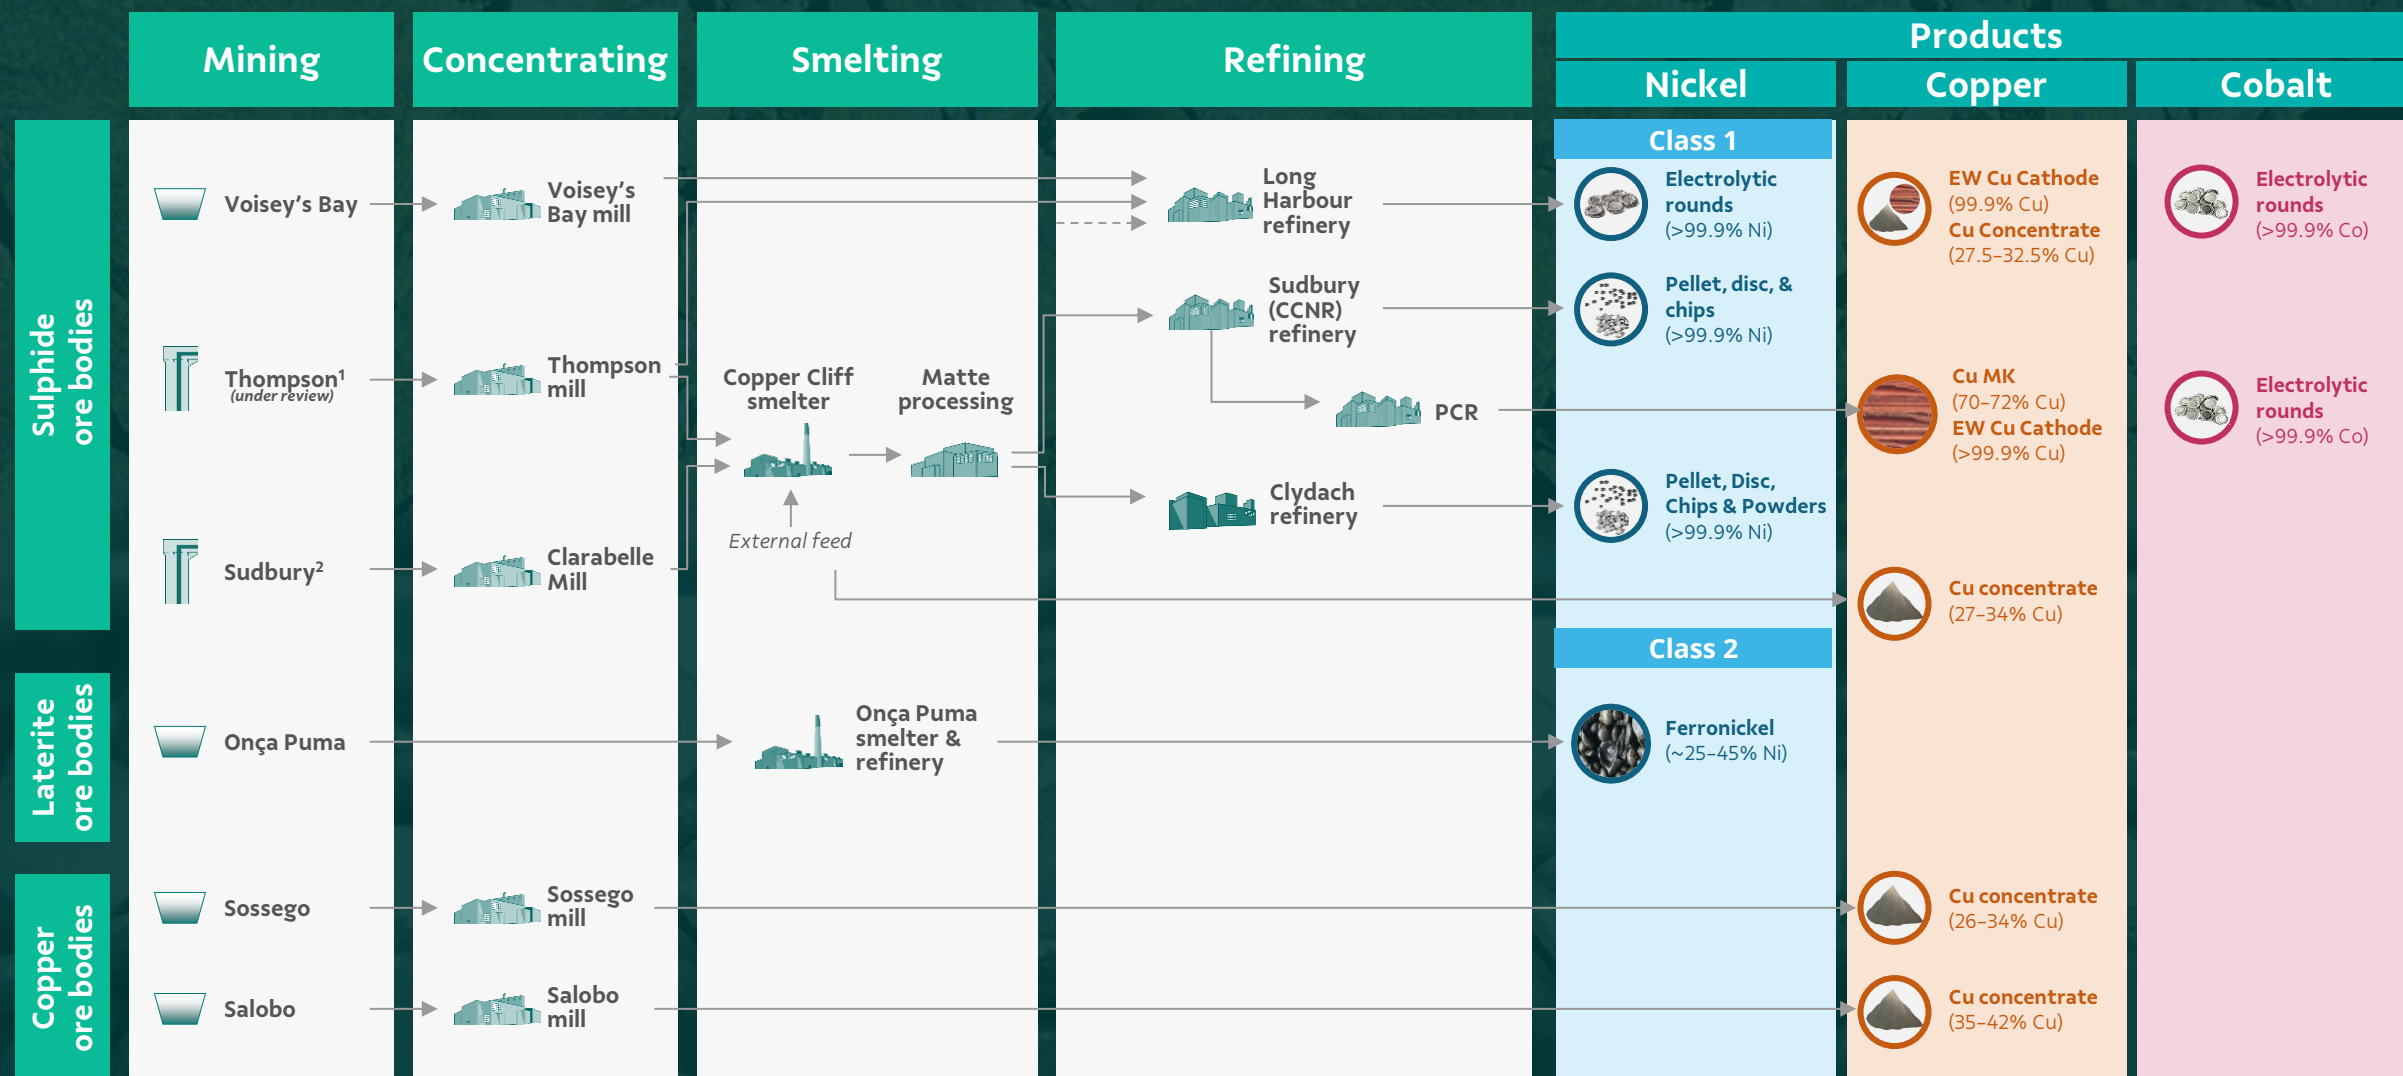 Mining
Concentrating
Smelting
Refining
Products
Nickel
Copper
Cobalt
Sulphide
ore bodies
Class 1
Voisey’s Bay
Voisey’s
Bay mill
Long
Harbour
refinery
Electrolytic
rounds
(>99.9% Ni)
EW Cu Cathode
(99.9% Cu)
Cu Concentrate
(27.5–32.5% Cu)
Electrolytic
rounds
(>99.9% Co)
Sudbury
(CCNR)
refinery
Pellet, disc, &
chips
(>99.9% Ni)
Thompson¹
(under review)
Thompson
mill
Copper Cliff
smelter
Matte
processing
PCR
Cu MK
(70–72% Cu)
EW Cu Cathode
(>99.9% Cu)
Electrolytic
rounds
(>99.9% Co)
Clydach
refinery
Pellet, Disc,
Chips & Powders
(>99.9% Ni)
External feed
Sudbury²
Clarabelle
Mill
Cu concentrate
(27–34% Cu)
Class 2
Laterite
ore bodies
Onça Puma
Onça Puma
smelter &
refinery
Ferronickel
(~25–45% Ni)
Copper
ore bodies
Sossego
Sossego
mill
Cu concentrate
(26–34% Cu)
Salobo
Salobo
mill
Cu concentrate
(35–42% Cu)